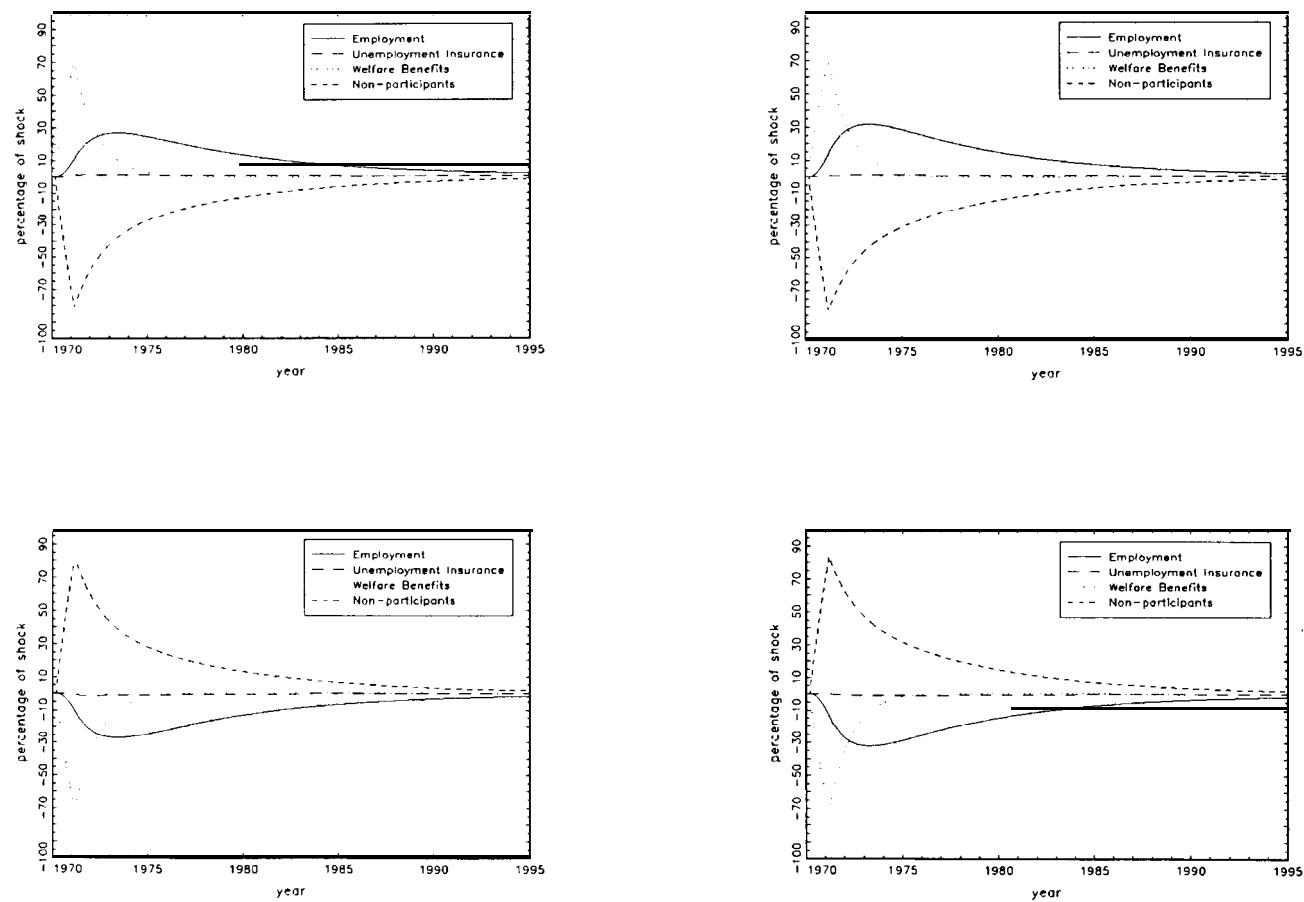 Employment
Unemployment Insurance
Welfare Benefits
Non-participants
percentage of shock
90
70
50
30
10
-10
-30
-50
-70
-100
1970 1975 1980 1985 1990 1995
year
Employment
Unemployment Insurance
Welfare Benefits
Non-participants
percentage of shock
90
70
50
30
10
-10
-30
-50
-70
-100
1970 1975 1980 1985 1990 1995
year
Employment
Unemployment Insurance
Welfare Benefits
Non-participants
percentage of shock
90
70
50
30
10
-10
-30
-50
-70
-100
1970 1975 1980 1985 1990 1995
year
Employment
Unemployment Insurance
Welfare Benefits
Non-participants
percentage of shock
90
70
50
30
10
-10
-30
-50
-70
-100
1970 1975 1980 1985 1990 1995
year